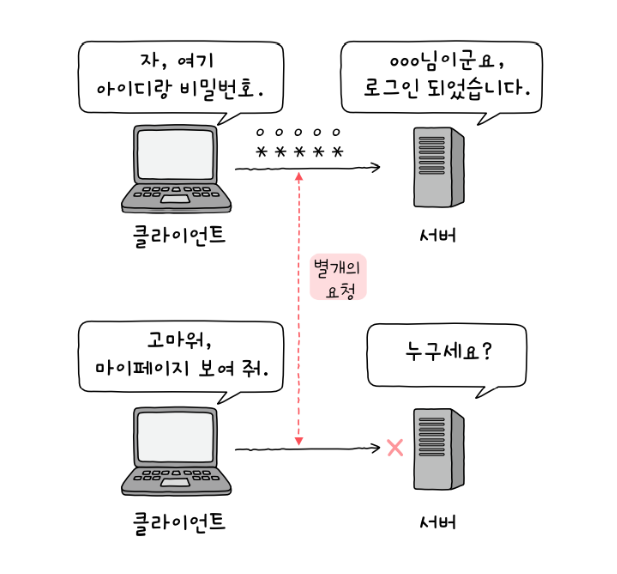 자, 여기
아이디랑 비밀번호.
ooo님이군요,
로그인 되었습니다.
o o o o o
* * * * *
클라이언트
서버
별개의
요청
고마워,
마이페이지 보여 줘.
누구세요?
클라이언트
서버